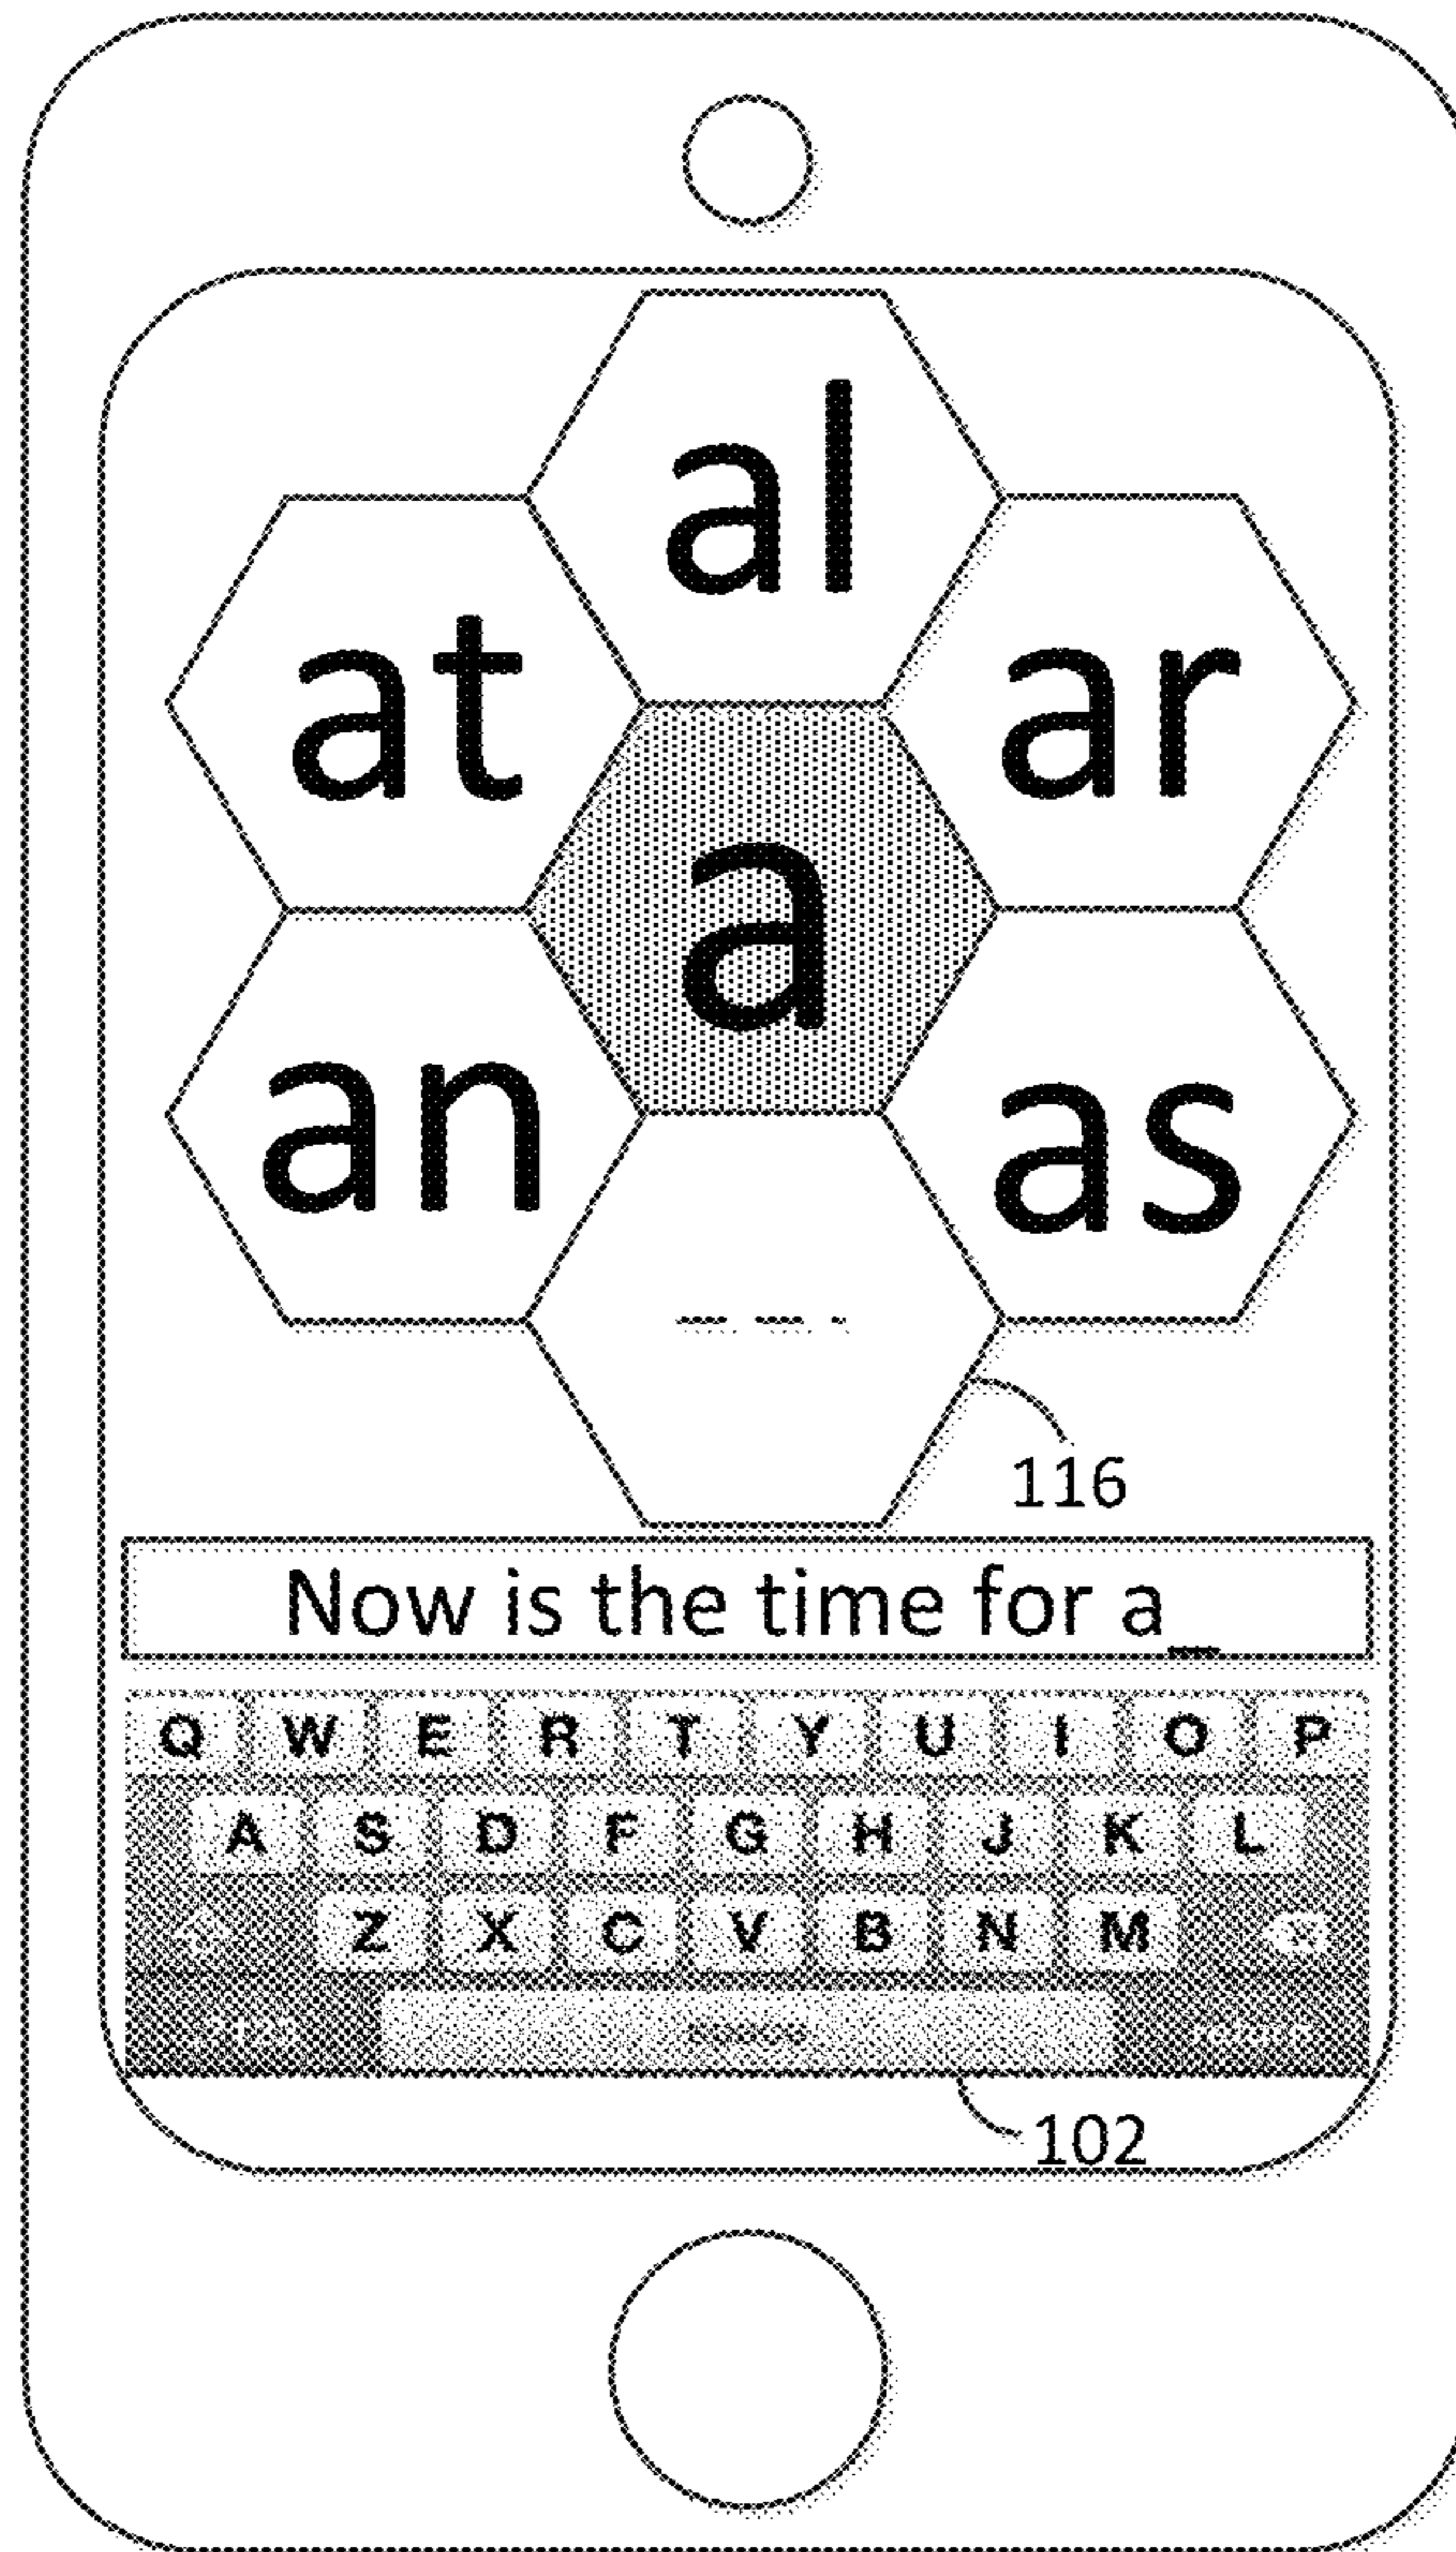 al
at
ar
a
an
as
_ _ _
116
Now is the time for a_
Q W E R T Y U I O P
A S D F G H J K L
Z X C V B N M
102